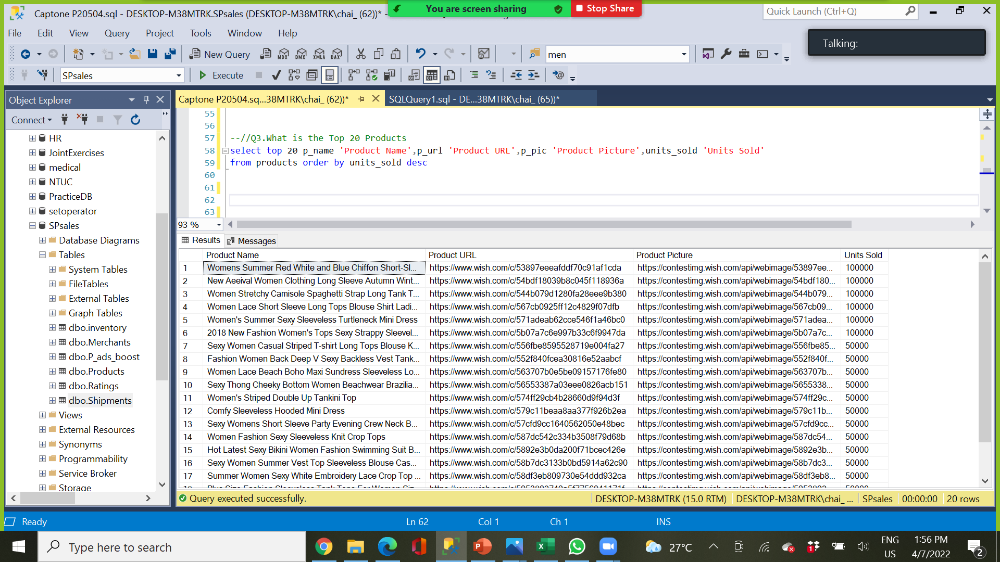 You are screen sharing
Stop Share
Captone P20504.sql - DESKTOP-M38MTRK.SPsales (DESKTOP-M38MTRK\chai_ (62))* -
Quick Launch (Ctrl+Q)
File Edit View Query Project Tools Window Help
Talking:
New Query
MDX DMX XMLA DAX
men
SPsales
Execute
Object Explorer
Captone P20504.sq...38MTRK\chai_ (62))*
SQLQuery1.sql - DE...38MTRK\chai_ (65))*
Connect
HR
JointExercises
medical
NTUC
PracticeDB
setoperator
SPsales
Database Diagrams
Tables
System Tables
FileTables
External Tables
Graph Tables
dbo.inventory
dbo.Merchants
dbo.P_ads_boost
dbo.Products
dbo.Ratings
dbo.Shipments
Views
External Resources
Synonyms
Programmability
Service Broker
Storage
55
56
57 --//Q3.What is the Top 20 Products
58 select top 20 p_name 'Product Name',p_url 'Product URL',p_pic 'Product Picture',units_sold 'Units Sold'
59 from products order by units_sold desc
60
61
62
63
93 %
Results Messages
Product Name Product URL Product Picture Units Sold
1 Womens Summer Red White and Blue Chiffon Short-Sl... https://www.wish.com/c/53897eeeafddf70c91af1cda https://contestimg.wish.com/api/webimage/53897ee... 100000
2 New Aeeival Women Clothing Long Sleeve Autumn Wint... https://www.wish.com/c/54bdf18039b8c045f118936a https://contestimg.wish.com/api/webimage/54bdf180... 100000
3 Women Stretchy Camisole Spaghetti Strap Long Tank T... https://www.wish.com/c/544b079d1280fa28eee9b380 https://contestimg.wish.com/api/webimage/544b079... 100000
4 Women Lace Short Sleeve Long Tops Blouse Shirt Ladi... https://www.wish.com/c/567cb0925ff12c4829f07dfb https://contestimg.wish.com/api/webimage/567cb09... 100000
5 Women's Summer Sexy Sleeveless Turtleneck Mini Dress https://www.wish.com/c/571adeab62cce546f1a46bc0 https://contestimg.wish.com/api/webimage/571adea... 100000
6 2018 New Fashion Women's Tops Sexy Strappy Sleevel... https://www.wish.com/c/5b07a7c6e997b33c6f9947da https://contestimg.wish.com/api/webimage/5b07a7c... 100000
7 Sexy Women Casual Striped T-shirt Long Tops Blouse K... https://www.wish.com/c/556fbe8595528719e004fa27 https://contestimg.wish.com/api/webimage/556fbe85... 50000
8 Fashion Women Back Deep V Sexy Backless Vest Tank... https://www.wish.com/c/552f840fcea30816e52aabcf https://contestimg.wish.com/api/webimage/552f840f... 50000
9 Women Lace Beach Boho Maxi Sundress Sleeveless Lo... https://www.wish.com/c/563707b0e5be09157176fe80 https://contestimg.wish.com/api/webimage/563707b... 50000
10 Sexy Thong Cheeky Bottom Women Beachwear Brazilia... https://www.wish.com/c/56553387a03eee0826acb151 https://contestimg.wish.com/api/webimage/5655338... 50000
11 Women's Striped Double Up Tankini Top https://www.wish.com/c/574ff29cb4b28660d9f94d3f https://contestimg.wish.com/api/webimage/574ff29c... 50000
12 Comfy Sleeveless Hooded Mini Dress https://www.wish.com/c/579c11beaa8aa377f926b2ea https://contestimg.wish.com/api/webimage/579c11b... 50000
13 Sexy Womens Short Sleeve Party Evening Crew Neck B... https://www.wish.com/c/57cfd9cc1640562050e48bec https://contestimg.wish.com/api/webimage/57cfd9cc... 50000
14 Women Fashion Sexy Sleeveless Knit Crop Tops https://www.wish.com/c/587dc542c334b3508f79d68b https://contestimg.wish.com/api/webimage/587dc54... 50000
15 Hot Latest Sexy Bikini Women Fashion Swimming Suit B... https://www.wish.com/c/5892e3b0da200f71bcec426e https://contestimg.wish.com/api/webimage/5892e3b... 50000
16 Sexy Women Summer Vest Top Sleeveless Blouse Cas... https://www.wish.com/c/58b7dc3133b0bd5914a62c90 https://contestimg.wish.com/api/webimage/58b7dc3... 50000
17 Summer Women Sexy White Embroidery Lace Crop Top ... https://www.wish.com/c/58df3eb809730e54ddd932ca https://contestimg.wish.com/api/webimage/58df3eb8... 50000
Query executed successfully.
DESKTOP-M38MTRK (15.0 RTM) DESKTOP-M38MTRK\chai_ ... SPsales 00:00:00 20 rows
Ready Ln 62 Col 1 Ch 1 INS
Type here to search
27°C
1
ENG
US
1:56 PM
4/7/2022
2